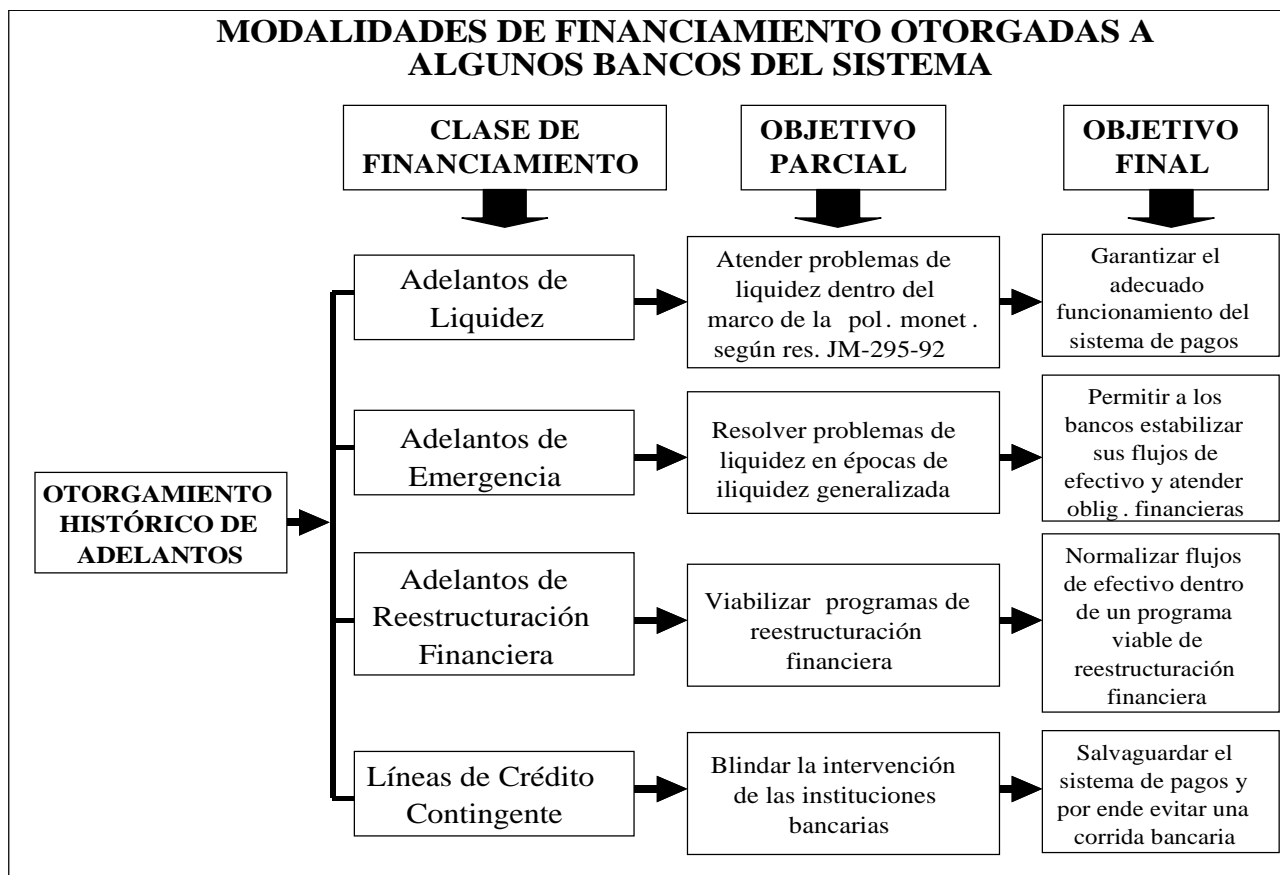 MODALIDADES DE FINANCIAMIENTO OTORGADAS A
ALGUNOS BANCOS DEL SISTEMA
CLASE DE
FINANCIAMIENTO
OBJETIVO
PARCIAL
OBJETIVO
FINAL
OTORGAMIENTO
HISTÓRICO DE
ADELANTOS
Adelantos de
Liquidez
Atender problemas de
liquidez dentro del
marco de la pol. monet.
según res. JM-295-92
Garantizar el
adecuado
funcionamiento del
sistema de pagos
Adelantos de
Emergencia
Resolver problemas de
liquidez en épocas de
iliquidez generalizada
Permitir a los
bancos estabilizar
sus flujos de
efectivo y atender
oblig. financieras
Adelantos de
Reestructuración
Financiera
Viabilizar programas de
reestructuración
financiera
Normalizar flujos
de efectivo dentro
de un programa
viable de
reestructuración
financiera
Líneas de Crédito
Contingente
Blindar la intervención
de las instituciones
bancarias
Salvaguardar el
sistema de pagos y
por ende evitar una
corrida bancaria